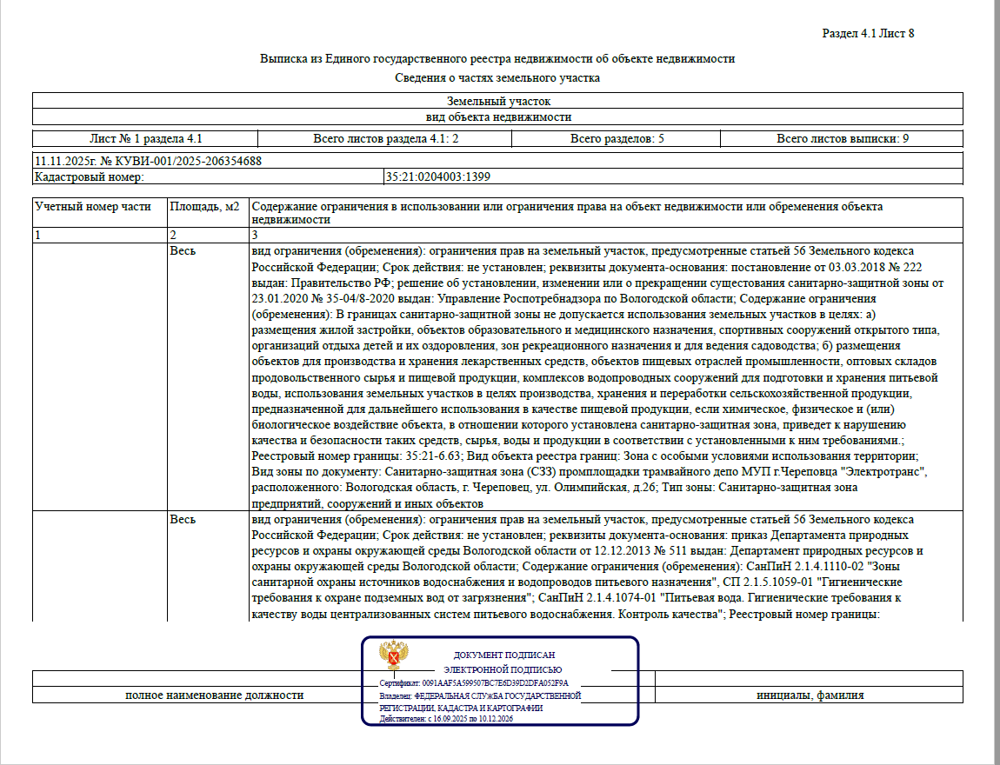 Раздел 4.1 Лист 8
Выписка из Единого государственного реестра недвижимости об объекте недвижимости
Сведения о частях земельного участка
Земельный участок
вид объекта недвижимости
Лист № 1 раздела 4.1 Всего листов раздела 4.1: 2 Всего разделов: 5 Всего листов выписки: 9
11.11.2025г. № КУВИ-001/2025-206354688
Кадастровый номер: 35:21:0204003:1399
Учетный номер части Площадь, м2 Содержание ограничения в использовании или ограничения права на объект недвижимости или обременения объекта
недвижимости
1 2 3
Весь вид ограничения (обременения): ограничения прав на земельный участок, предусмотренные статьей 56 Земельного кодекса
Российской Федерации; Срок действия: не установлен; реквизиты документа-основания: постановление от 03.03.2018 № 222
выдан: Правительство РФ; решение об установлении, изменении или о прекращении существования санитарно-защитной зоны от
23.01.2020 № 35-04/8-2020 выдан: Управление Роспотребнадзора по Вологодской области; Содержание ограничения
(обременения): В границах санитарно-защитной зоны не допускается использования земельных участков в целях: а)
размещения жилой застройки, объектов образовательного и медицинского назначения, спортивных сооружений открытого типа,
организаций отдыха детей и их оздоровления, зон рекреационного назначения и для ведения садоводства; б) размещения
объектов для производства и хранения лекарственных средств, объектов пищевых отраслей промышленности, оптовых складов
продовольственного сырья и пищевой продукции, комплексов водопроводных сооружений для подготовки и хранения питьевой
воды, использования земельных участков в целях производства, хранения и переработки сельскохозяйственной продукции,
предназначенной для дальнейшего использования в качестве пищевой продукции, если химическое, физическое и (или)
биологическое воздействие объекта, в отношении которого установлена санитарно-защитная зона, приведет к нарушению
качества и безопасности таких средств, сырья, воды и продукции в соответствии с установленными к ним требованиями.;
Реестровый номер границы: 35:21-6.63; Вид объекта реестра границ: Зона с особыми условиями использования территории;
Вид зоны по документу: Санитарно-защитная зона (СЗЗ) промплощадки трамвайного депо МУП г.Череповца "Электротранс",
расположенного: Вологодская область, г. Череповец, ул. Олимпийская, д.26; Тип зоны: Санитарно-защитная зона
предприятий, сооружений и иных объектов
Весь вид ограничения (обременения): ограничения прав на земельный участок, предусмотренные статьей 56 Земельного кодекса
Российской Федерации; Срок действия: не установлен; реквизиты документа-основания: приказ Департамента природных
ресурсов и охраны окружающей среды Вологодской области от 12.12.2013 № 511 выдан: Департамент природных ресурсов и
охраны окружающей среды Вологодской области; Содержание ограничения (обременения): СанПиН 2.1.4.1110-02 "Зоны
санитарной охраны источников водоснабжения и водопроводов питьевого назначения", СП 2.1.5.1059-01 "Гигиенические
требования к охране подземных вод от загрязнения"; СанПиН 2.1.4.1074-01 "Питьевая вода. Гигиенические требования к
качеству воды централизованных систем питьевого водоснабжения. Контроль качества"; Реестровый номер границы:
ДОКУМЕНТ ПОДПИСАН
ЭЛЕКТРОННОЙ ПОДПИСЬЮ
Сертификат: 0091AAF5A599507BC7E6D39D2DFA052F9A
Владелец: ФЕДЕРАЛЬНАЯ СЛУЖБА ГОСУДАРСТВЕННОЙ
РЕГИСТРАЦИИ, КАДАСТРА И КАРТОГРАФИИ
Действителен: с 16.09.2025 по 10.12.2026
полное наименование должности инициалы, фамилия